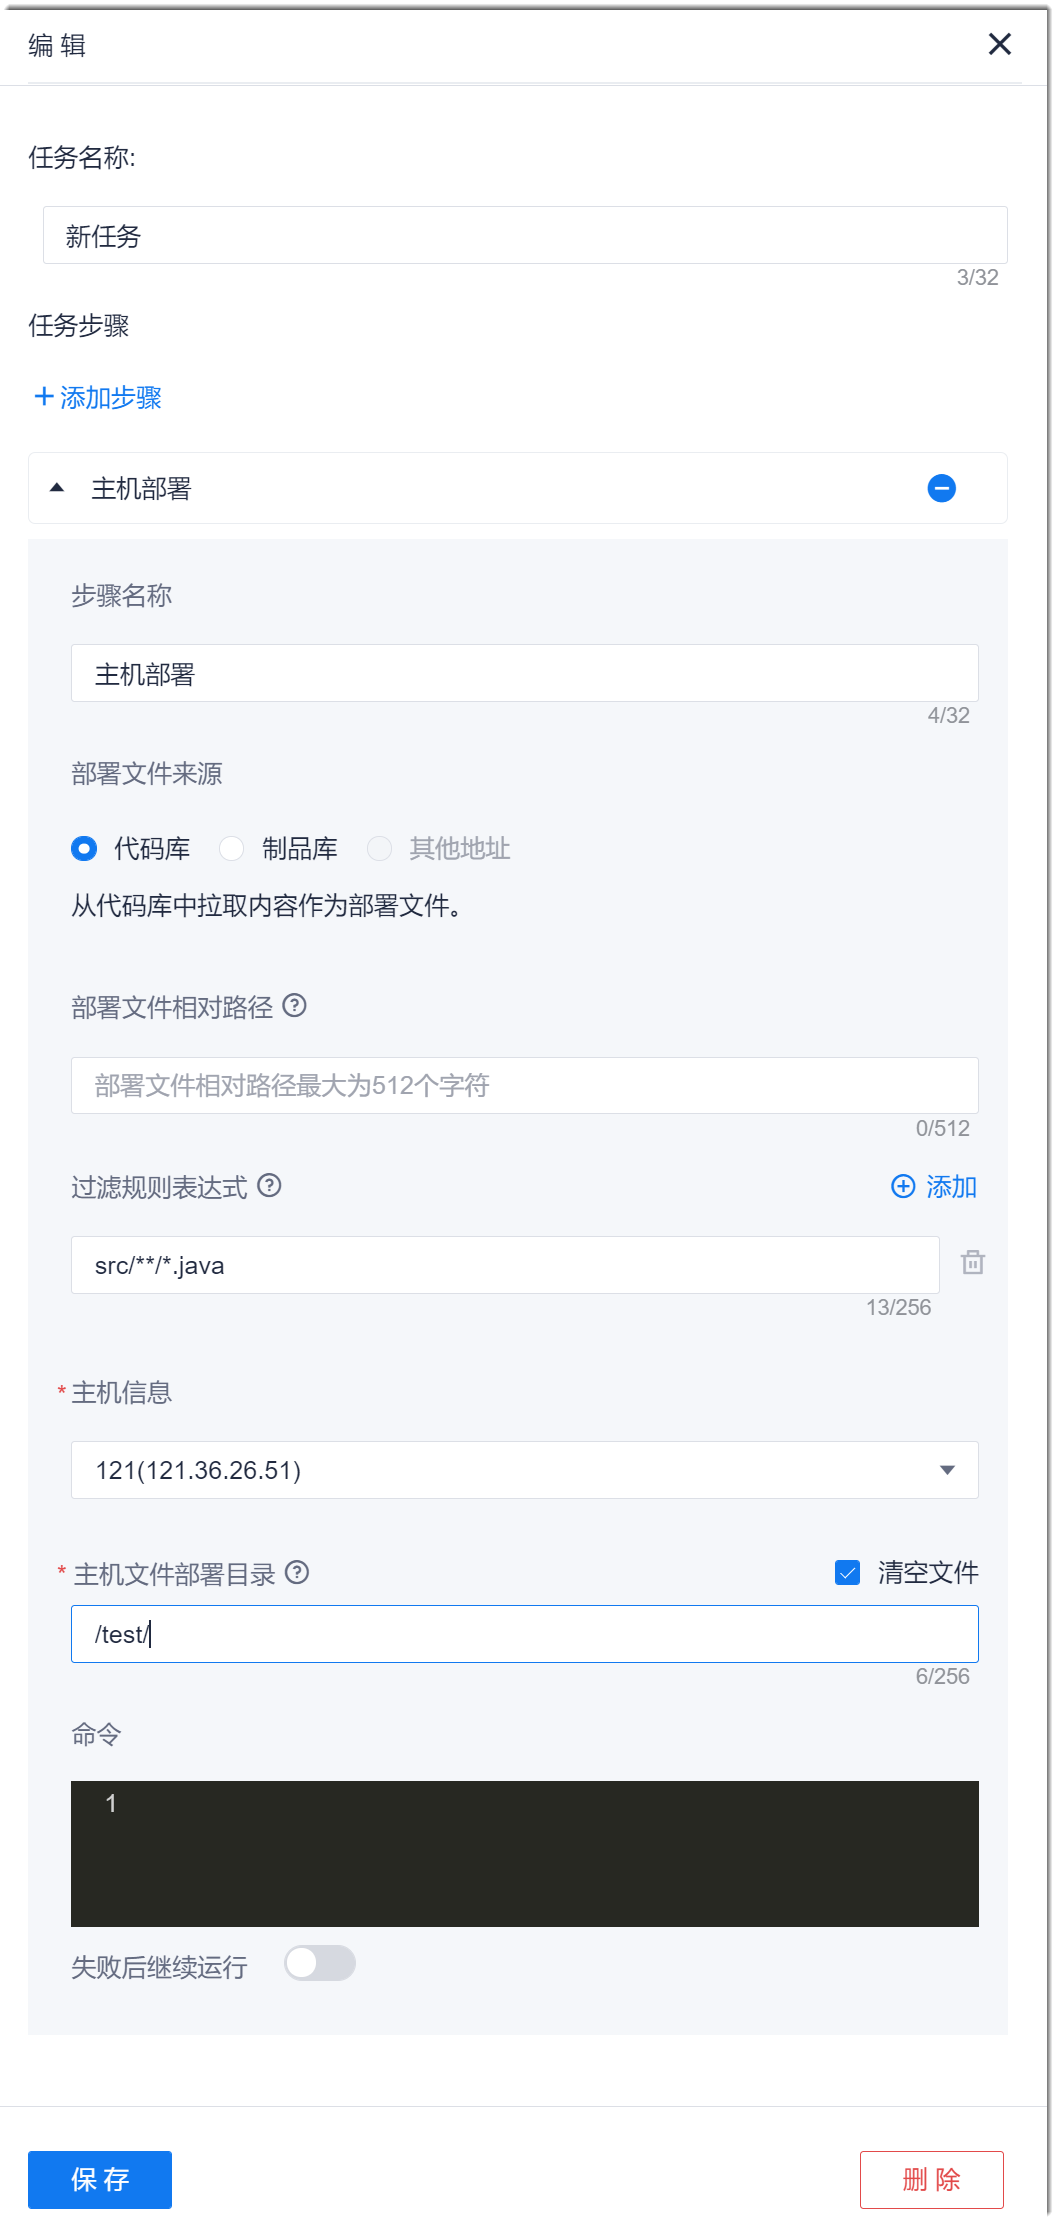 编 辑
任务名称:
新任务
3/32
任务步骤
+ 添加步骤
主机部署
步骤名称
主机部署
4/32
部署文件来源
代码库 制品库 其他地址
从代码库中拉取内容作为部署文件。
部署文件相对路径 ?
部署文件相对路径最大为512个字符
0/512
过滤规则表达式 ? 添加
src/**/*.java
13/256
* 主机信息
121(121.36.26.51)
* 主机文件部署目录 ? 清空文件
/test/
6/256
命令
1
失败后继续运行
保 存 删 除